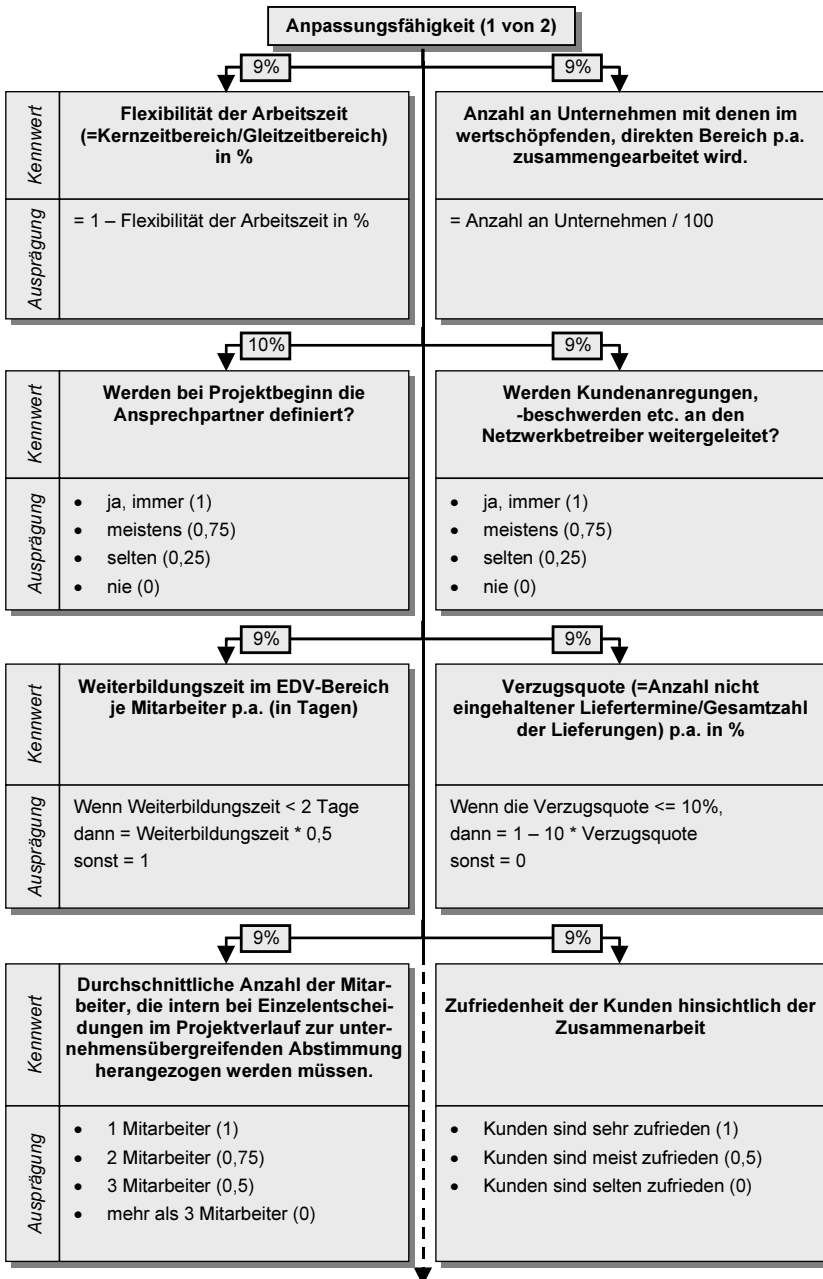 Anpassungsfähigkeit (1 von 2)
9%
9%
Kennwert
Flexibilität der Arbeitszeit
(=Kernzeitbereich/Gleitzeitbereich)
in %
Ausprägung
= 1 – Flexibilität der Arbeitszeit in %
Anzahl an Unternehmen mit denen im
wertschöpfenden, direkten Bereich p.a.
zusammengearbeitet wird.
= Anzahl an Unternehmen / 100
10%
9%
Kennwert
Werden bei Projektbeginn die
Ansprechpartner definiert?
Ausprägung
• ja, immer (1)
• meistens (0,75)
• selten (0,25)
• nie (0)
Werden Kundenanregungen,
-beschwerden etc. an den
Netzwerkbetreiber weitergeleitet?
• ja, immer (1)
• meistens (0,75)
• selten (0,25)
• nie (0)
9%
9%
Kennwert
Weiterbildungszeit im EDV-Bereich
je Mitarbeiter p.a. (in Tagen)
Ausprägung
Wenn Weiterbildungszeit < 2 Tage
dann = Weiterbildungszeit * 0,5
sonst = 1
Verzugsquote (=Anzahl nicht
eingehaltener Liefertermine/Gesamtzahl
der Lieferungen) p.a. in %
Wenn die Verzugsquote <= 10%,
dann = 1 – 10 * Verzugsquote
sonst = 0
9%
9%
Kennwert
Durchschnittliche Anzahl der Mitar-
beiter, die intern bei Einzelentschei-
dungen im Projektverlauf zur unter-
nehmensübergreifenden Abstimmung
herangezogen werden müssen.
Ausprägung
• 1 Mitarbeiter (1)
• 2 Mitarbeiter (0,75)
• 3 Mitarbeiter (0,5)
• mehr als 3 Mitarbeiter (0)
Zufriedenheit der Kunden hinsichtlich der
Zusammenarbeit
• Kunden sind sehr zufrieden (1)
• Kunden sind meist zufrieden (0,5)
• Kunden sind selten zufrieden (0)